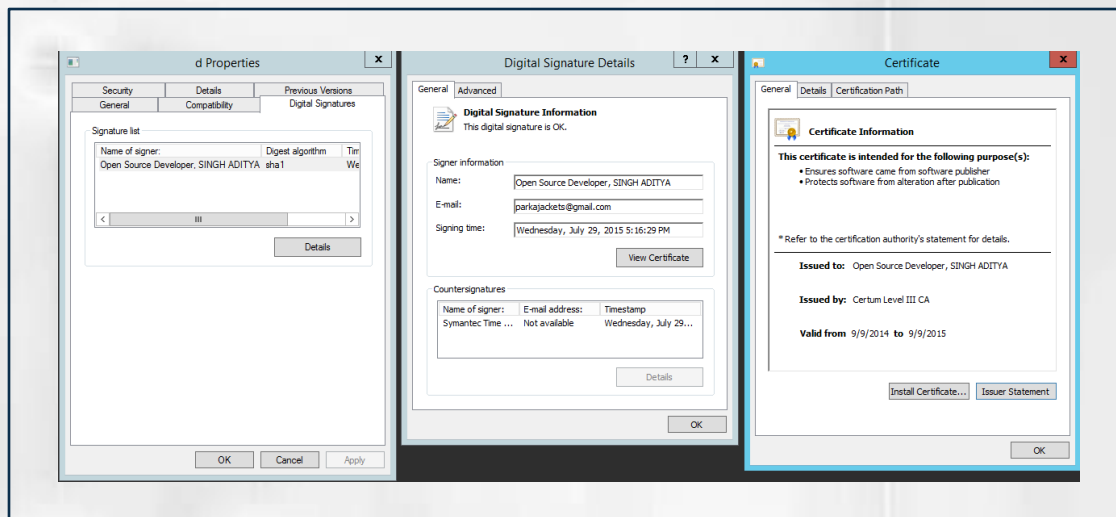 d Properties
x
Security
Details
Previous Versions
General
Compatibility
Digital Signatures
Signature list
Name of signer:
Digest algorithm
Tim
Open Source Developer, SINGH ADITYA
sha1
We
Details
OK
Cancel
Apply
Digital Signature Details
?
x
General
Advanced
Digital Signature Information
This digital signature is OK.
Signer information
Name:
Open Source Developer, SINGH ADITYA
E-mail:
parkajackets@gmail.com
Signing time:
Wednesday, July 29, 2015 5:16:29 PM
View Certificate
Countersignatures
Name of signer:
E-mail address:
Timestamp
Symantec Time ...
Not available
Wednesday, July 29...
Details
OK
Certificate
x
General
Details
Certification Path
Certificate Information
This certificate is intended for the following purpose(s):
• Ensures software came from software publisher
• Protects software from alteration after publication
* Refer to the certification authority's statement for details.
Issued to: Open Source Developer, SINGH ADITYA
Issued by: Certum Level III CA
Valid from 9/9/2014 to 9/9/2015
Install Certificate...
Issuer Statement
OK